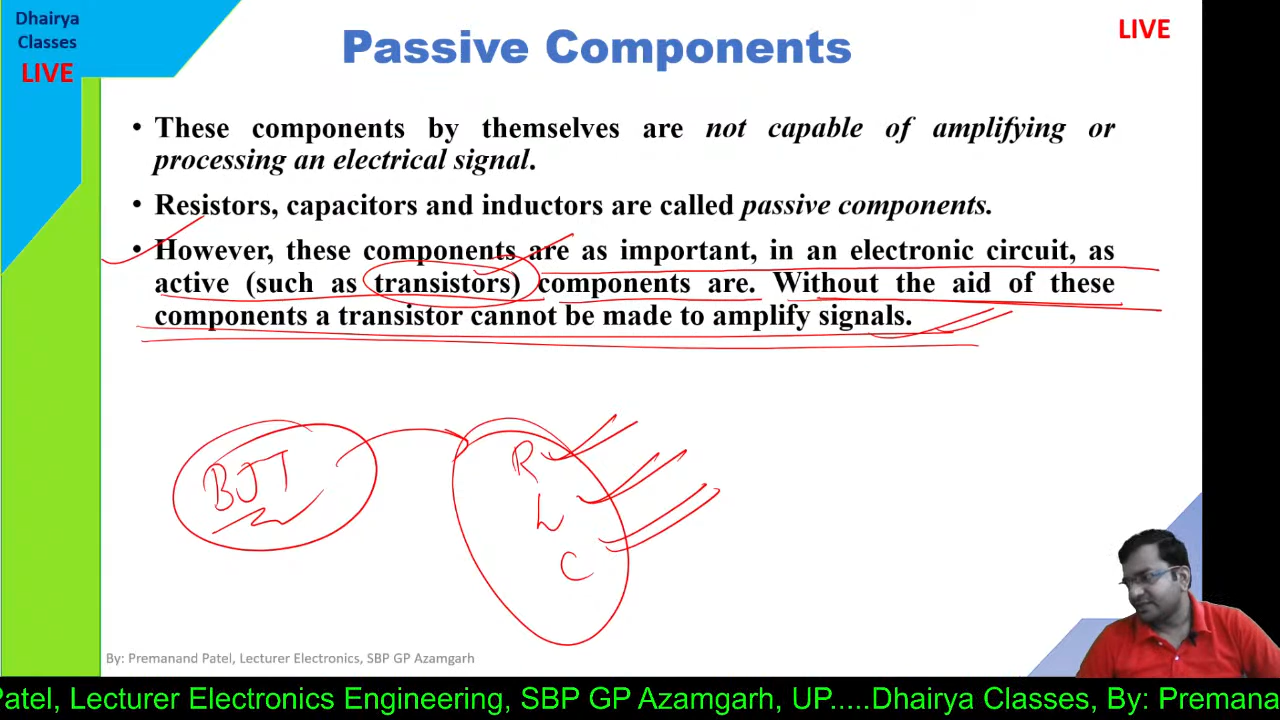 Dhairya
Classes
LIVE
Passive Components
LIVE
• These components by themselves are not capable of amplifying or
processing an electrical signal.
• Resistors, capacitors and inductors are called passive components.
• However, these components are as important, in an electronic circuit, as
active (such as transistors) components are. Without the aid of these
components a transistor cannot be made to amplify signals.
BJT
R
L
C
By: Premanand Patel, Lecturer Electronics, SBP GP Azamgarh
Patel, Lecturer Electronics Engineering, SBP GP Azamgarh, UP.....Dhairya Classes, By: Premana